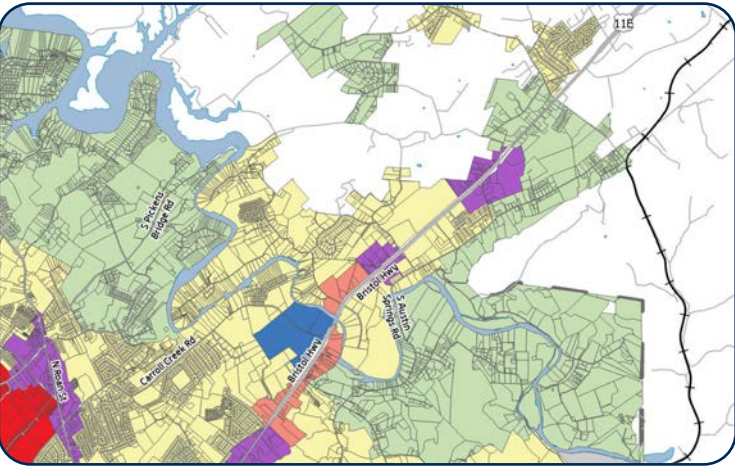 11E
S Pickens
Bridge Rd
Bristol Hwy
S Austin
Springs Rd
Bristol Hwy
Carroll Creek Rd
N Roan St